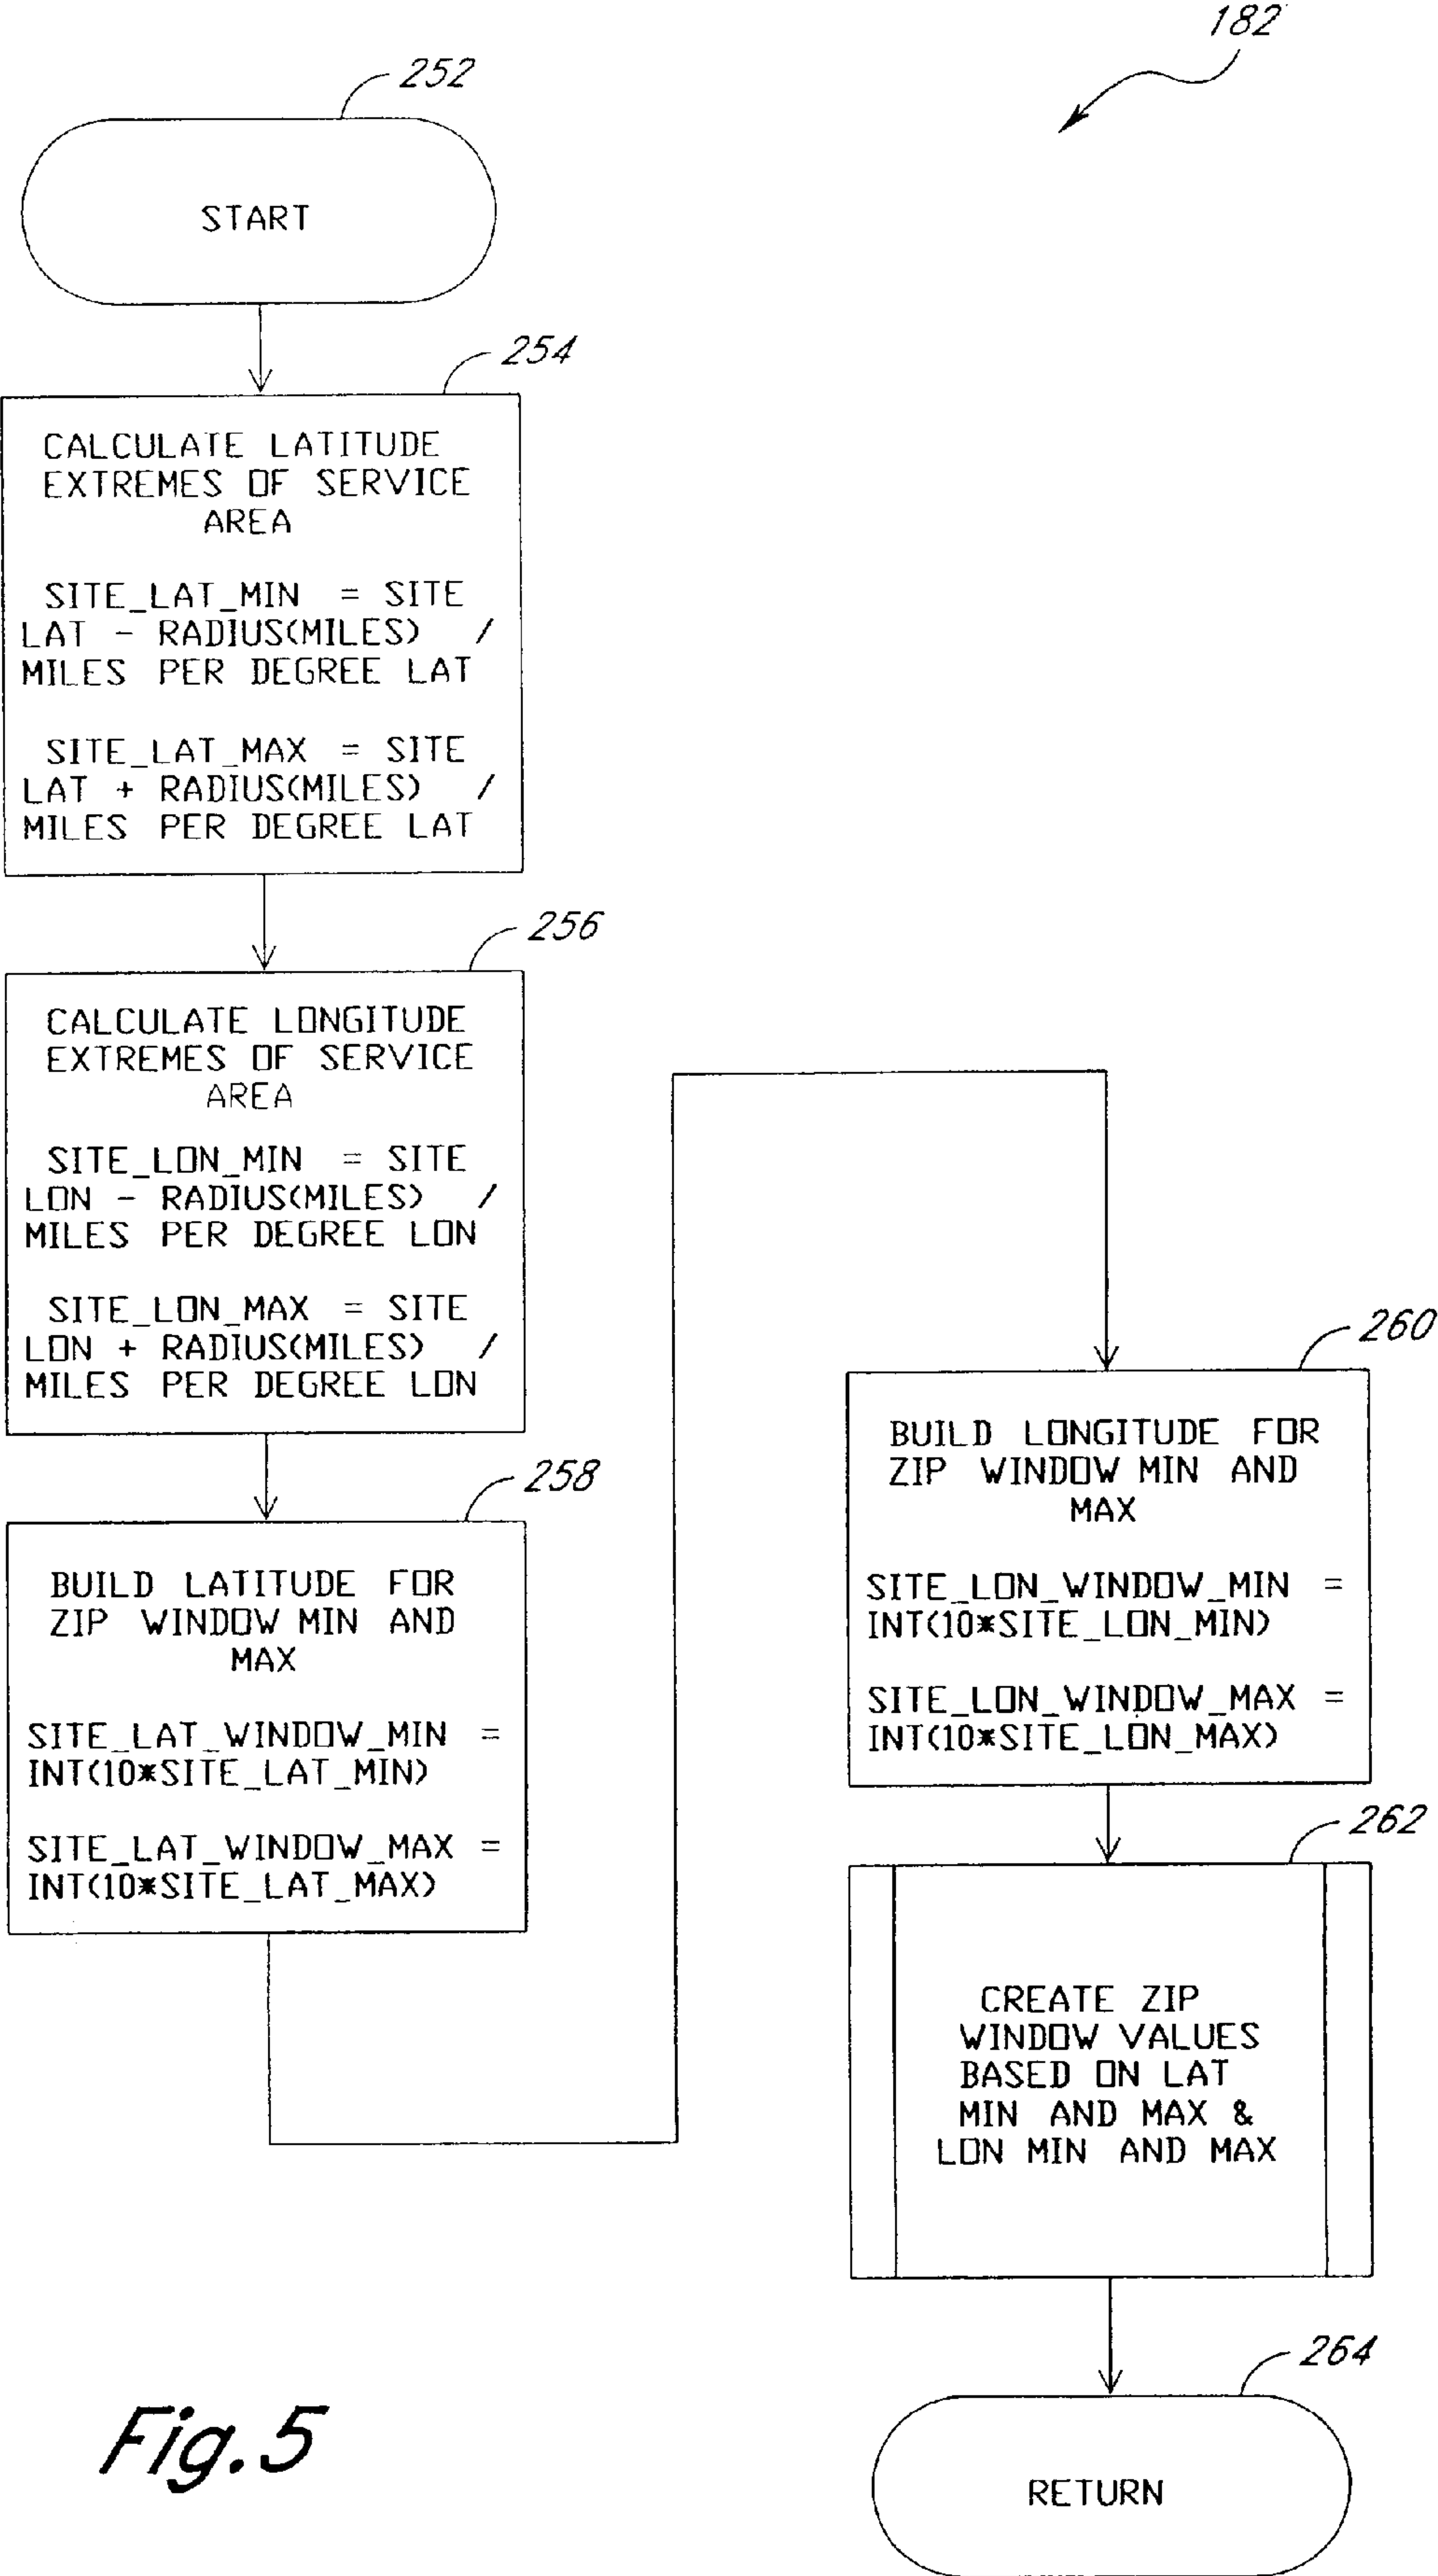 182
252
START
254
CALCULATE LATITUDE
EXTREMES OF SERVICE
AREA
SITE_LAT_MIN = SITE
LAT - RADIUS(MILES) /
MILES PER DEGREE LAT
SITE_LAT_MAX = SITE
LAT + RADIUS(MILES) /
MILES PER DEGREE LAT
256
CALCULATE LONGITUDE
EXTREMES OF SERVICE
AREA
SITE_LON_MIN = SITE
LON - RADIUS(MILES) /
MILES PER DEGREE LON
SITE_LON_MAX = SITE
LON + RADIUS(MILES) /
MILES PER DEGREE LON
258
BUILD LATITUDE FOR
ZIP WINDOW MIN AND
MAX
SITE_LAT_WINDOW_MIN =
INT(10*SITE_LAT_MIN)
SITE_LAT_WINDOW_MAX =
INT(10*SITE_LAT_MAX)
260
BUILD LONGITUDE FOR
ZIP WINDOW MIN AND
MAX
SITE_LON_WINDOW_MIN =
INT(10*SITE_LON_MIN)
SITE_LON_WINDOW_MAX =
INT(10*SITE_LON_MAX)
262
CREATE ZIP
WINDOW VALUES
BASED ON LAT
MIN AND MAX &
LON MIN AND MAX
264
RETURN
Fig. 5